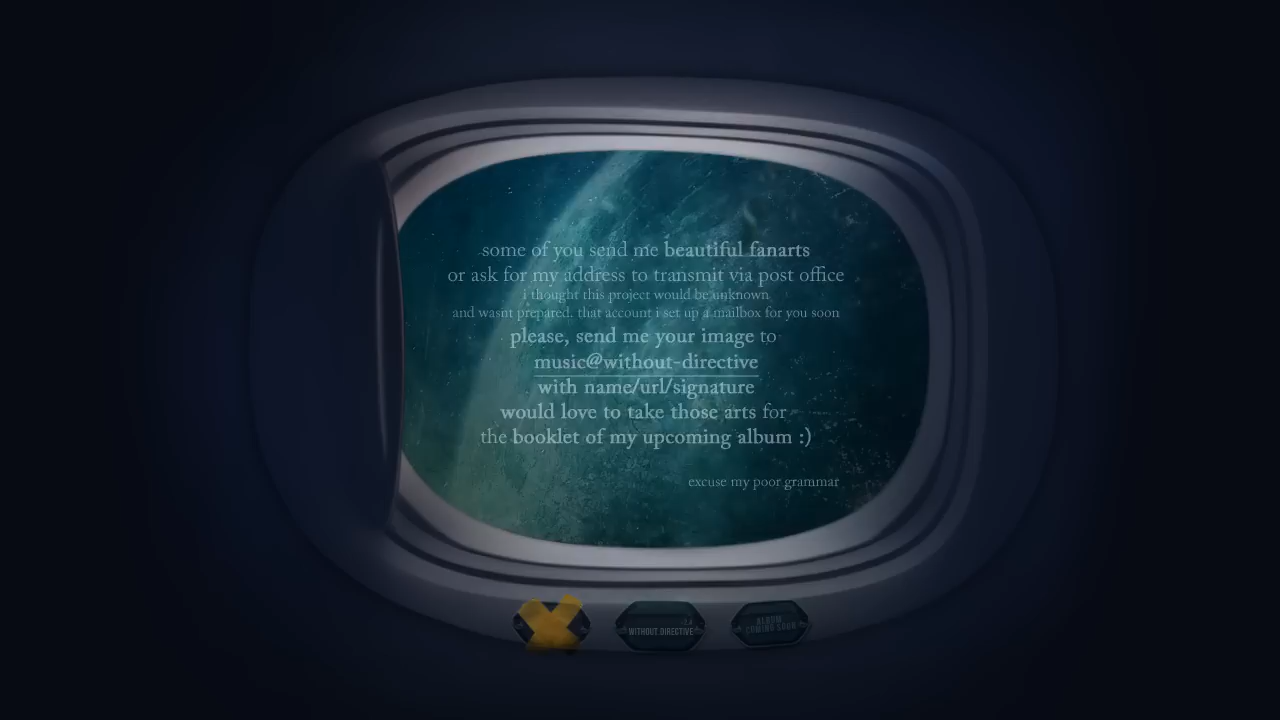 some of you send me beautiful fanarts
or ask for my address to transmit via post office
i thought this project would be unknown
and wasnt prepared. that account i set up a mailbox for you soon
please, send me your image to
music@without-directive
with name/url/signature
would love to take those arts for
the booklet of my upcoming album :)
excuse my poor grammar
WITHOUT DIRECTIVE
ALBUM
COMING SOON